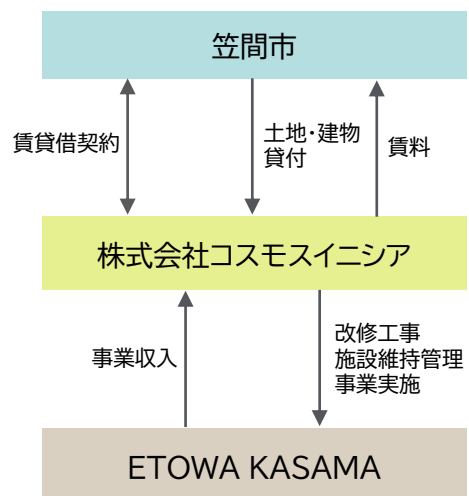 笠間市
賃貸借契約
土地・建物
貸付
賃料
株式会社コスモスイニシア
事業収入
改修工事
施設維持管理
事業実施
ETOWA KASAMA